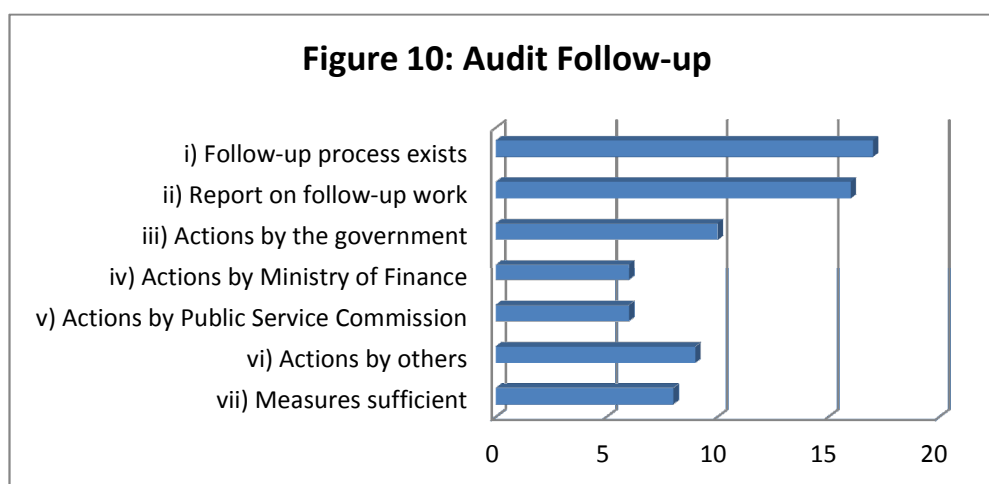 Figure 10: Audit Follow-up
i) Follow-up process exists
ii) Report on follow-up work
iii) Actions by the government
iv) Actions by Ministry of Finance
v) Actions by Public Service Commission
vi) Actions by others
vii) Measures sufficient
0 5 10 15 20